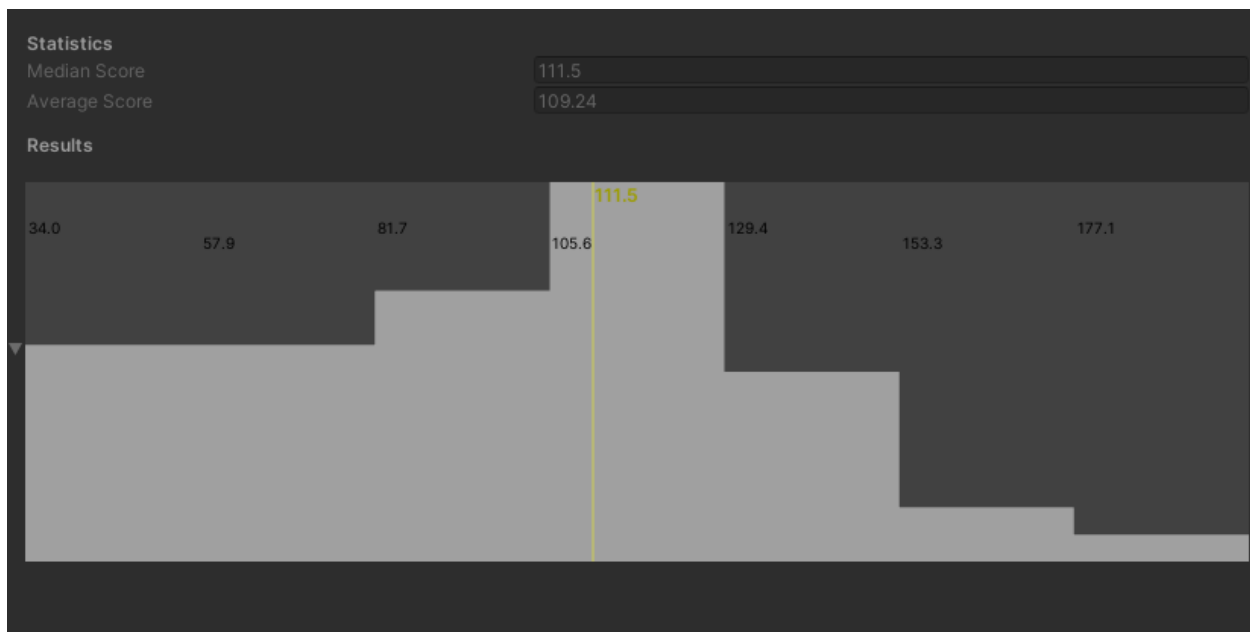 Statistics
Median Score 111.5
Average Score 109.24
Results
111.5
34.0 81.7 129.4 177.1
57.9 105.6 153.3